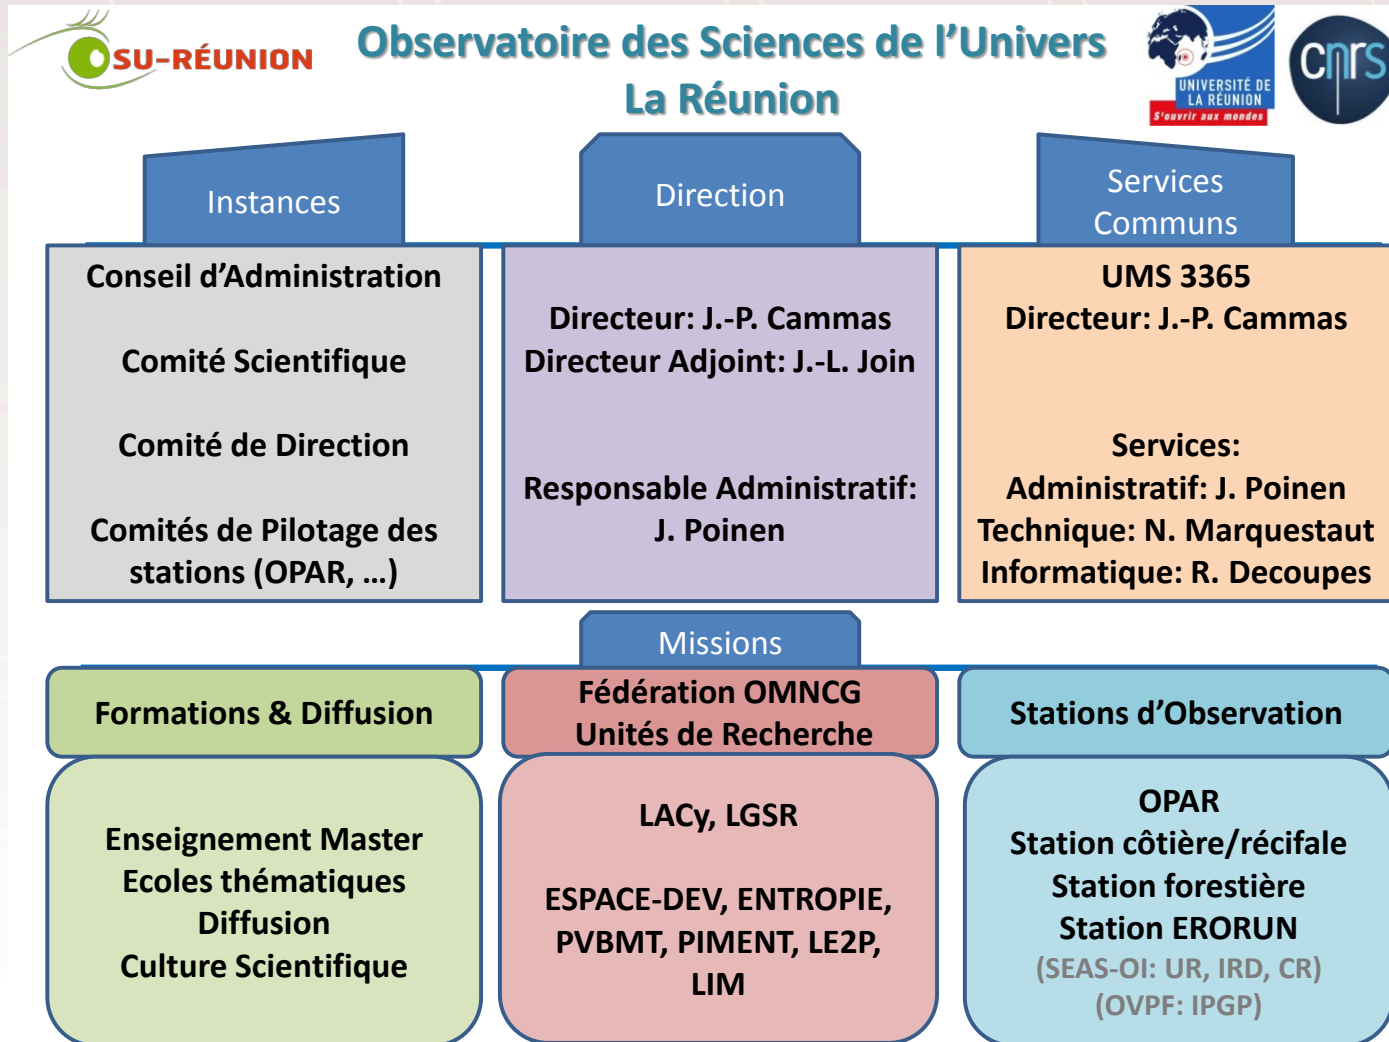 OSU-RÉUNION
Observatoire des Sciences de l'Univers
La Réunion
UNIVERSITÉ DE
LA RÉUNION
S'ouvrir aux mondes
cnrs
Instances
Conseil d'Administration
Comité Scientifique
Comité de Direction
Comités de Pilotage des
stations (OPAR, ...)
Direction
Directeur: J.-P. Cammas
Directeur Adjoint: J.-L. Join
Responsable Administratif:
J. Poinen
Services
Communs
UMS 3365
Directeur: J.-P. Cammas
Services:
Administratif: J. Poinen
Technique: N. Marquestaut
Informatique: R. Decoupes
Missions
Formations & Diffusion
Enseignement Master
Ecoles thématiques
Diffusion
Culture Scientifique
Fédération OMNCG
Unités de Recherche
LACy, LGSR
ESPACE-DEV, ENTROPIE,
PVBMT, PIMENT, LE2P,
LIM
Stations d'Observation
OPAR
Station côtière/récifale
Station forestière
Station ERORUN
(SEAS-OI: UR, IRD, CR)
(OVPF: IPGP)